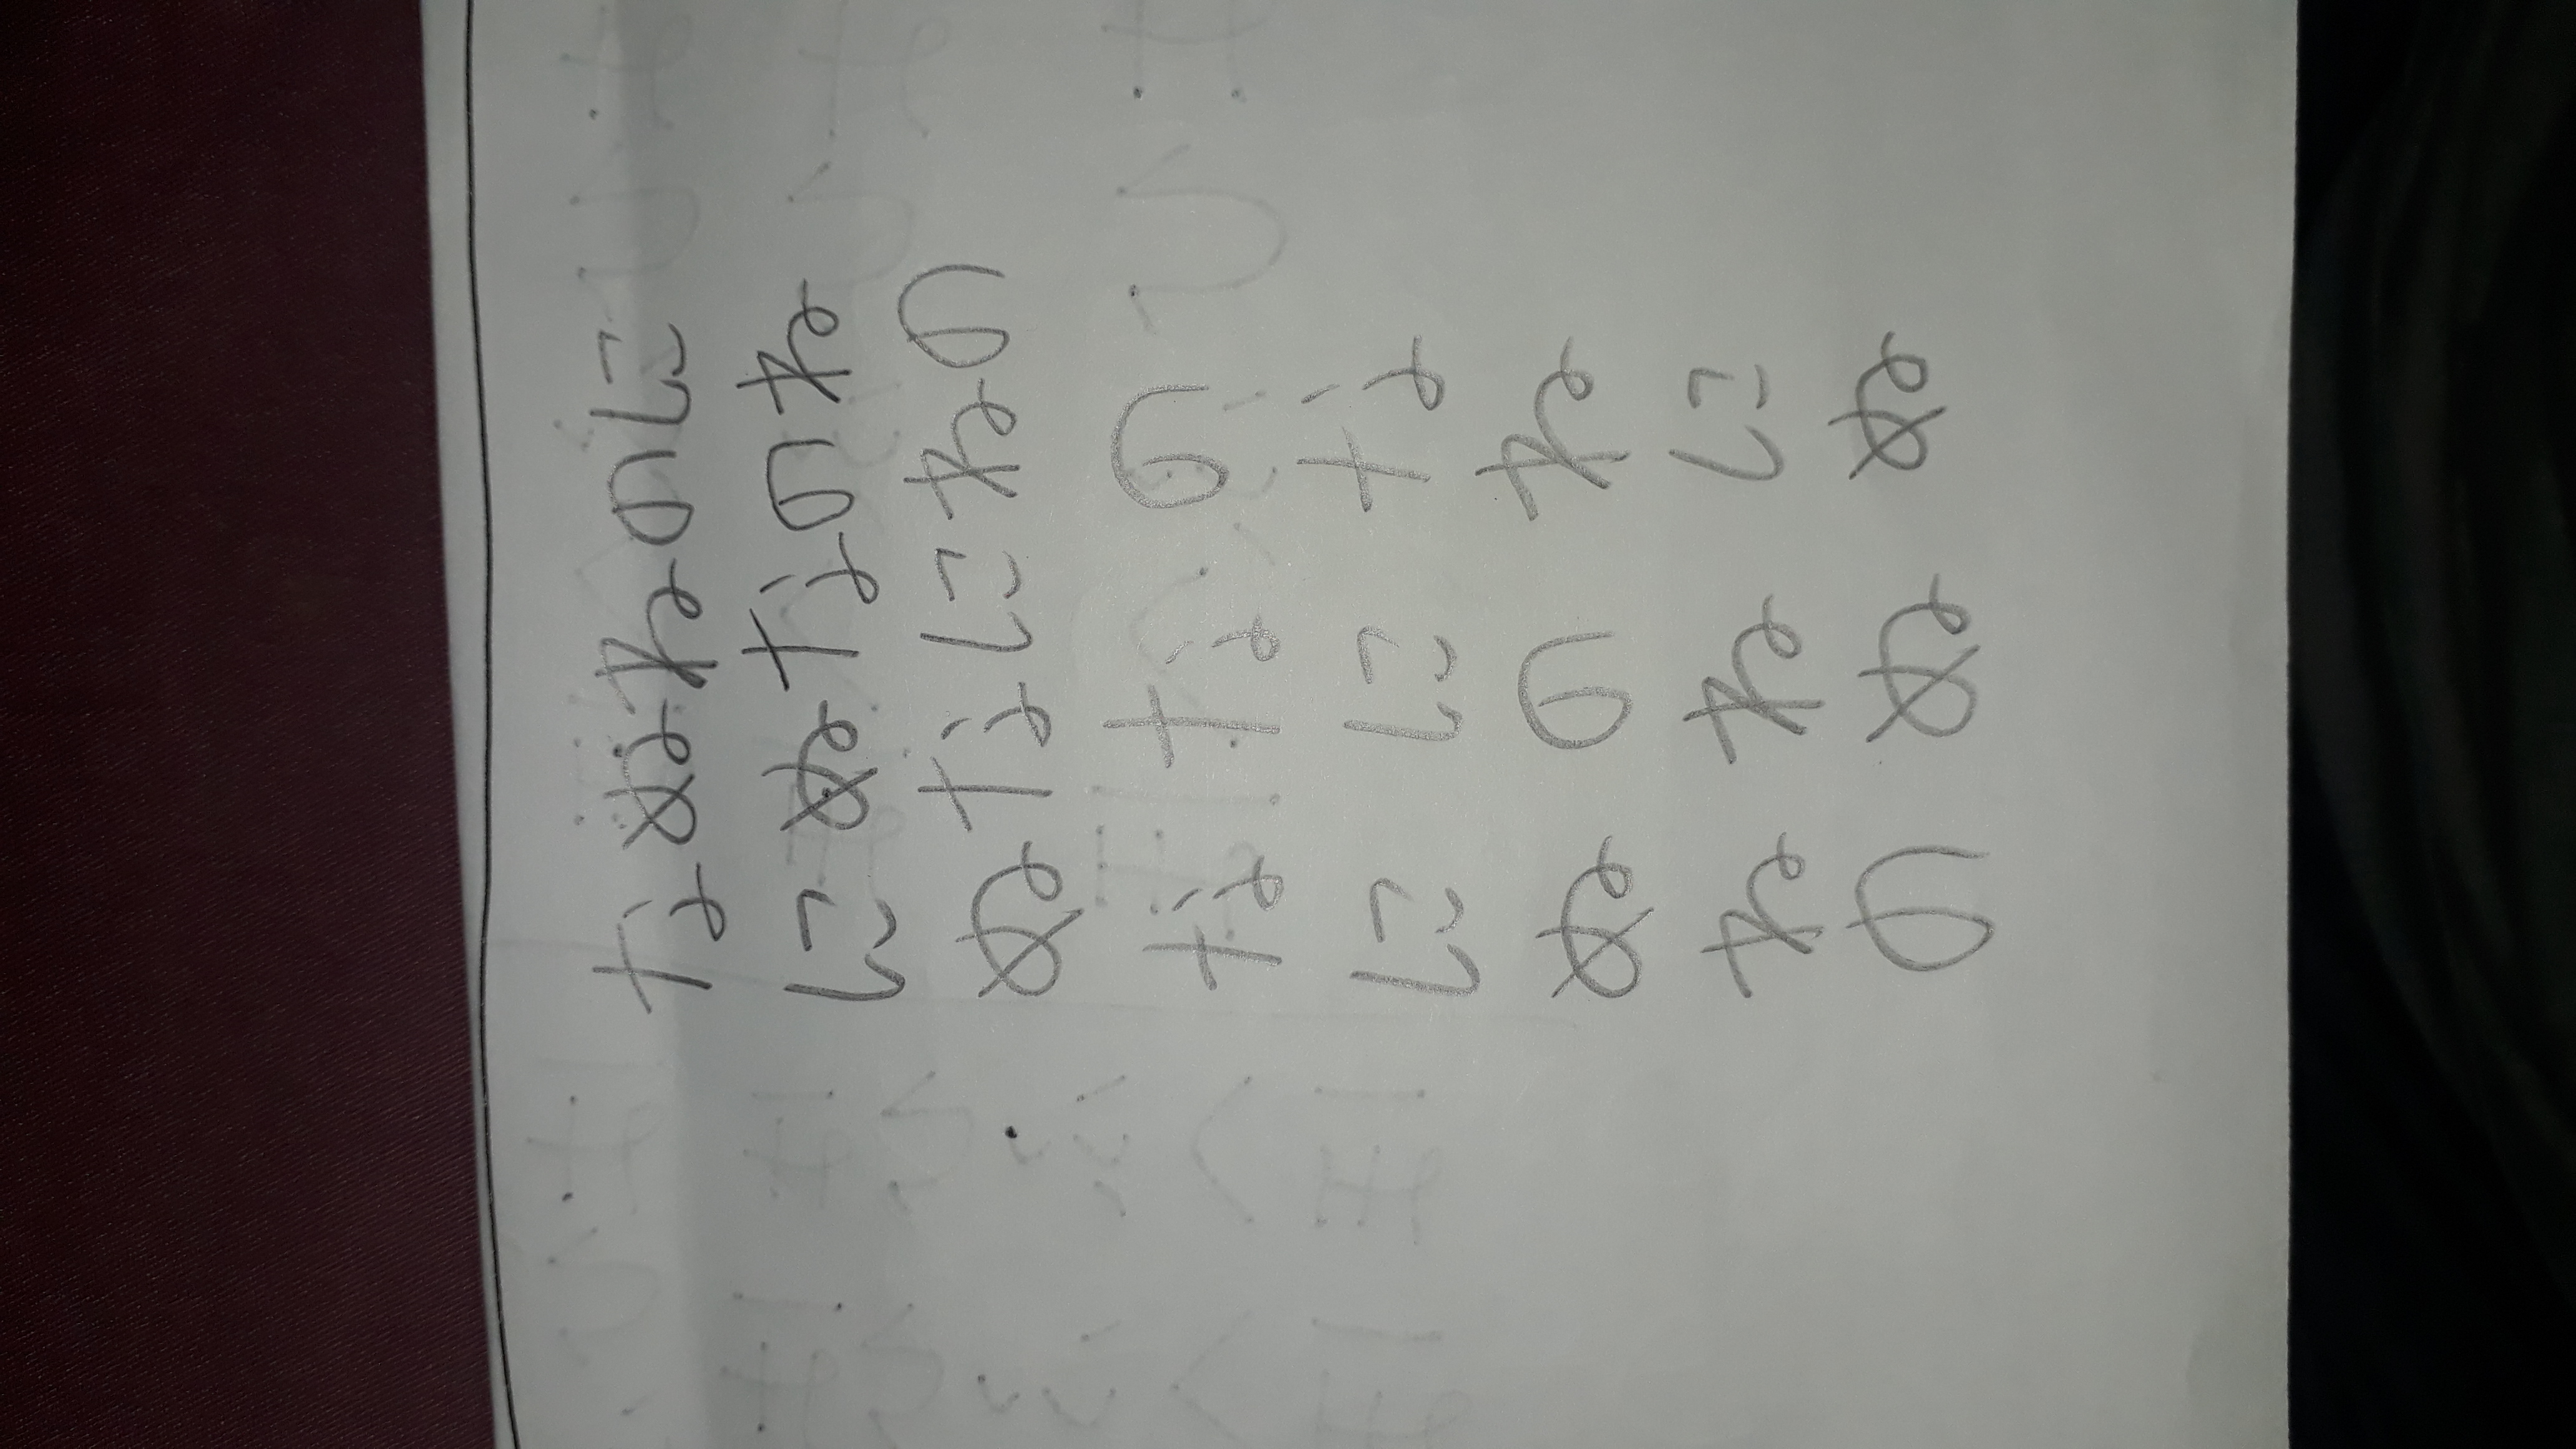 なぬねのに
にぬなのね
ぬなにねの
な な の
に に な
ぬ の ね
ね ね に
の ぬ ぬ